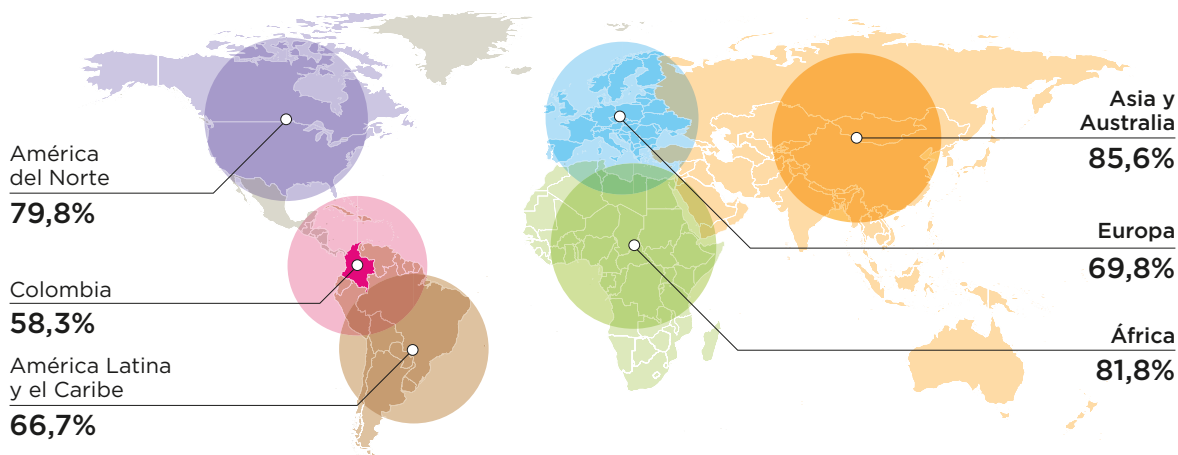 América
del Norte
79,8%
Colombia
58,3%
América Latina
y el Caribe
66,7%
Asia y
Australia
85,6%
Europa
69,8%
África
81,8%